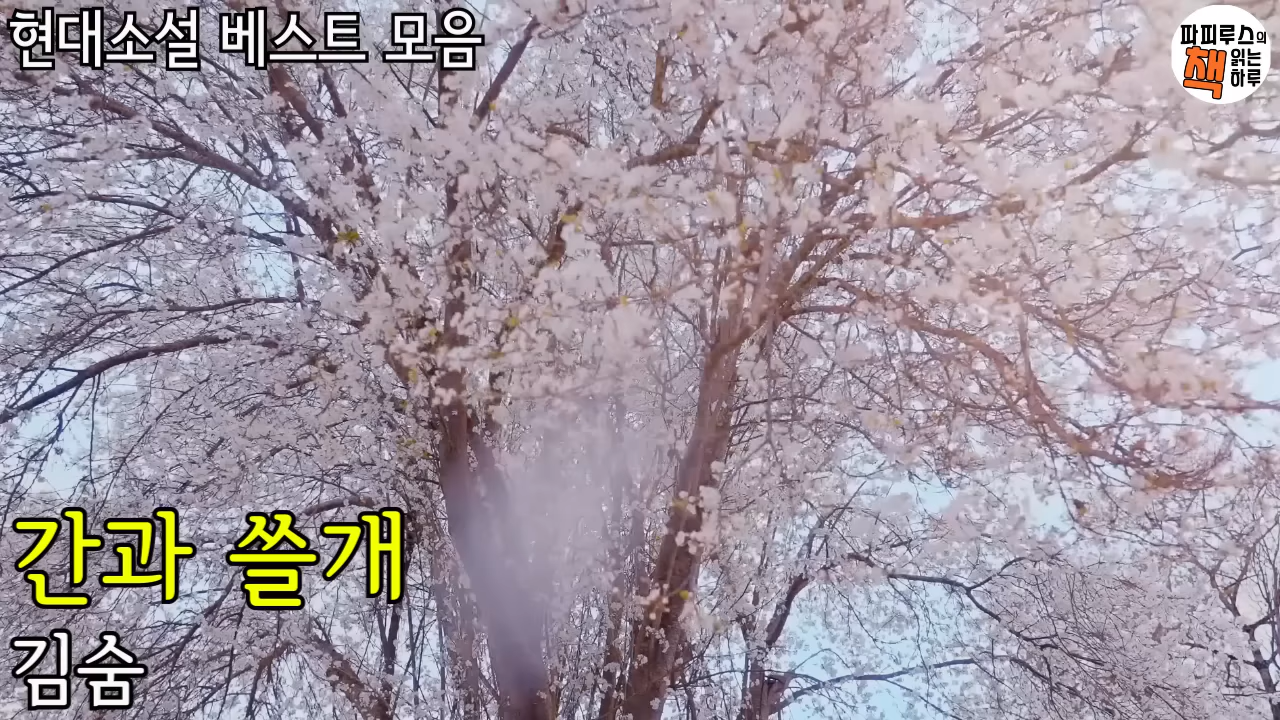 현대소설 베스트 모음
파피루스의
책 읽는
하루
간과 쓸개
김숨